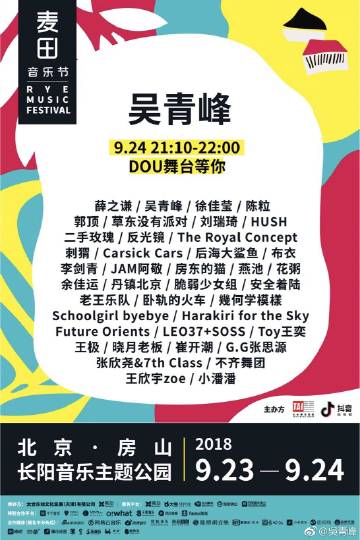 麦田
音乐节
RYE
MUSIC
FESTIVAL
吴青峰
9.24 21:10-22:00
DOU舞台等你
薛之谦 / 吴青峰 / 徐佳莹 / 陈粒
郭顶 / 草东没有派对 / 刘瑞琦 / HUSH
二手玫瑰 / 反光镜 / The Royal Concept
刺猬 / Carsick Cars / 后海大鲨鱼 / 布衣
李剑青 / JAM阿敬 / 房东的猫 / 燕池 / 花粥
余佳运 / 丹镇北京 / 脆弱少女组 / 安全着陆
老王乐队 / 卧轨的火车 / 幾何学模様
Schoolgirl byebye / Harakiri for the Sky
Future Orients / LEO37+SOSS / Toy王奕
王极 / 晓月老板 / 崔开潮 / G.G张思源
张欣尧&7th Class / 不齐舞团
王欣宇zoe / 小潘潘
主办方
抖音
北京·房山
长阳音乐主题公园
2018
9.23—9.24
@吴青峰